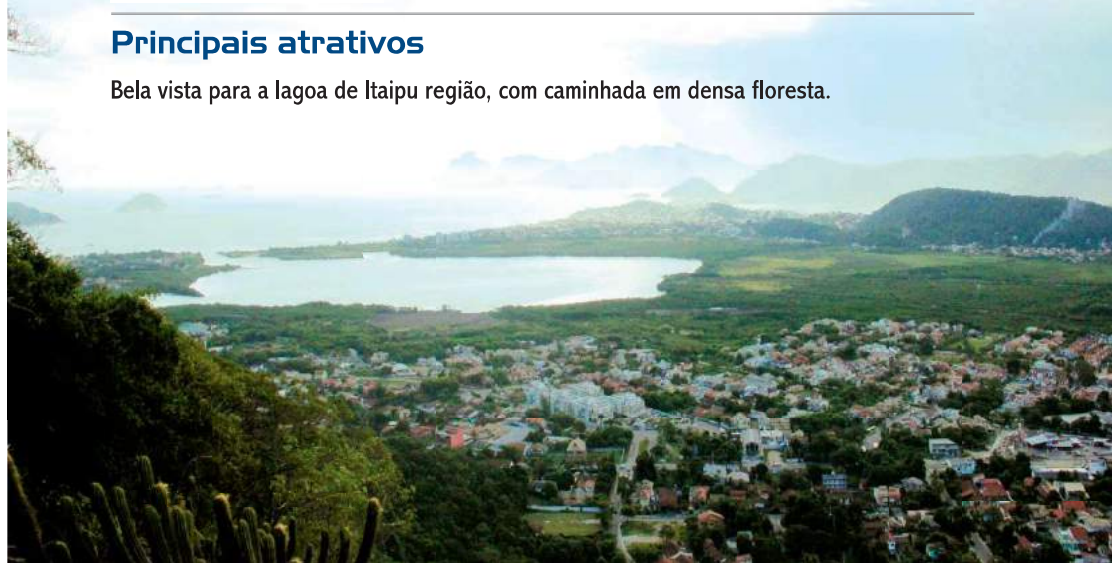 Principais atrativos
Bela vista para a lagoa de Itaipu região, com caminhada em densa floresta.